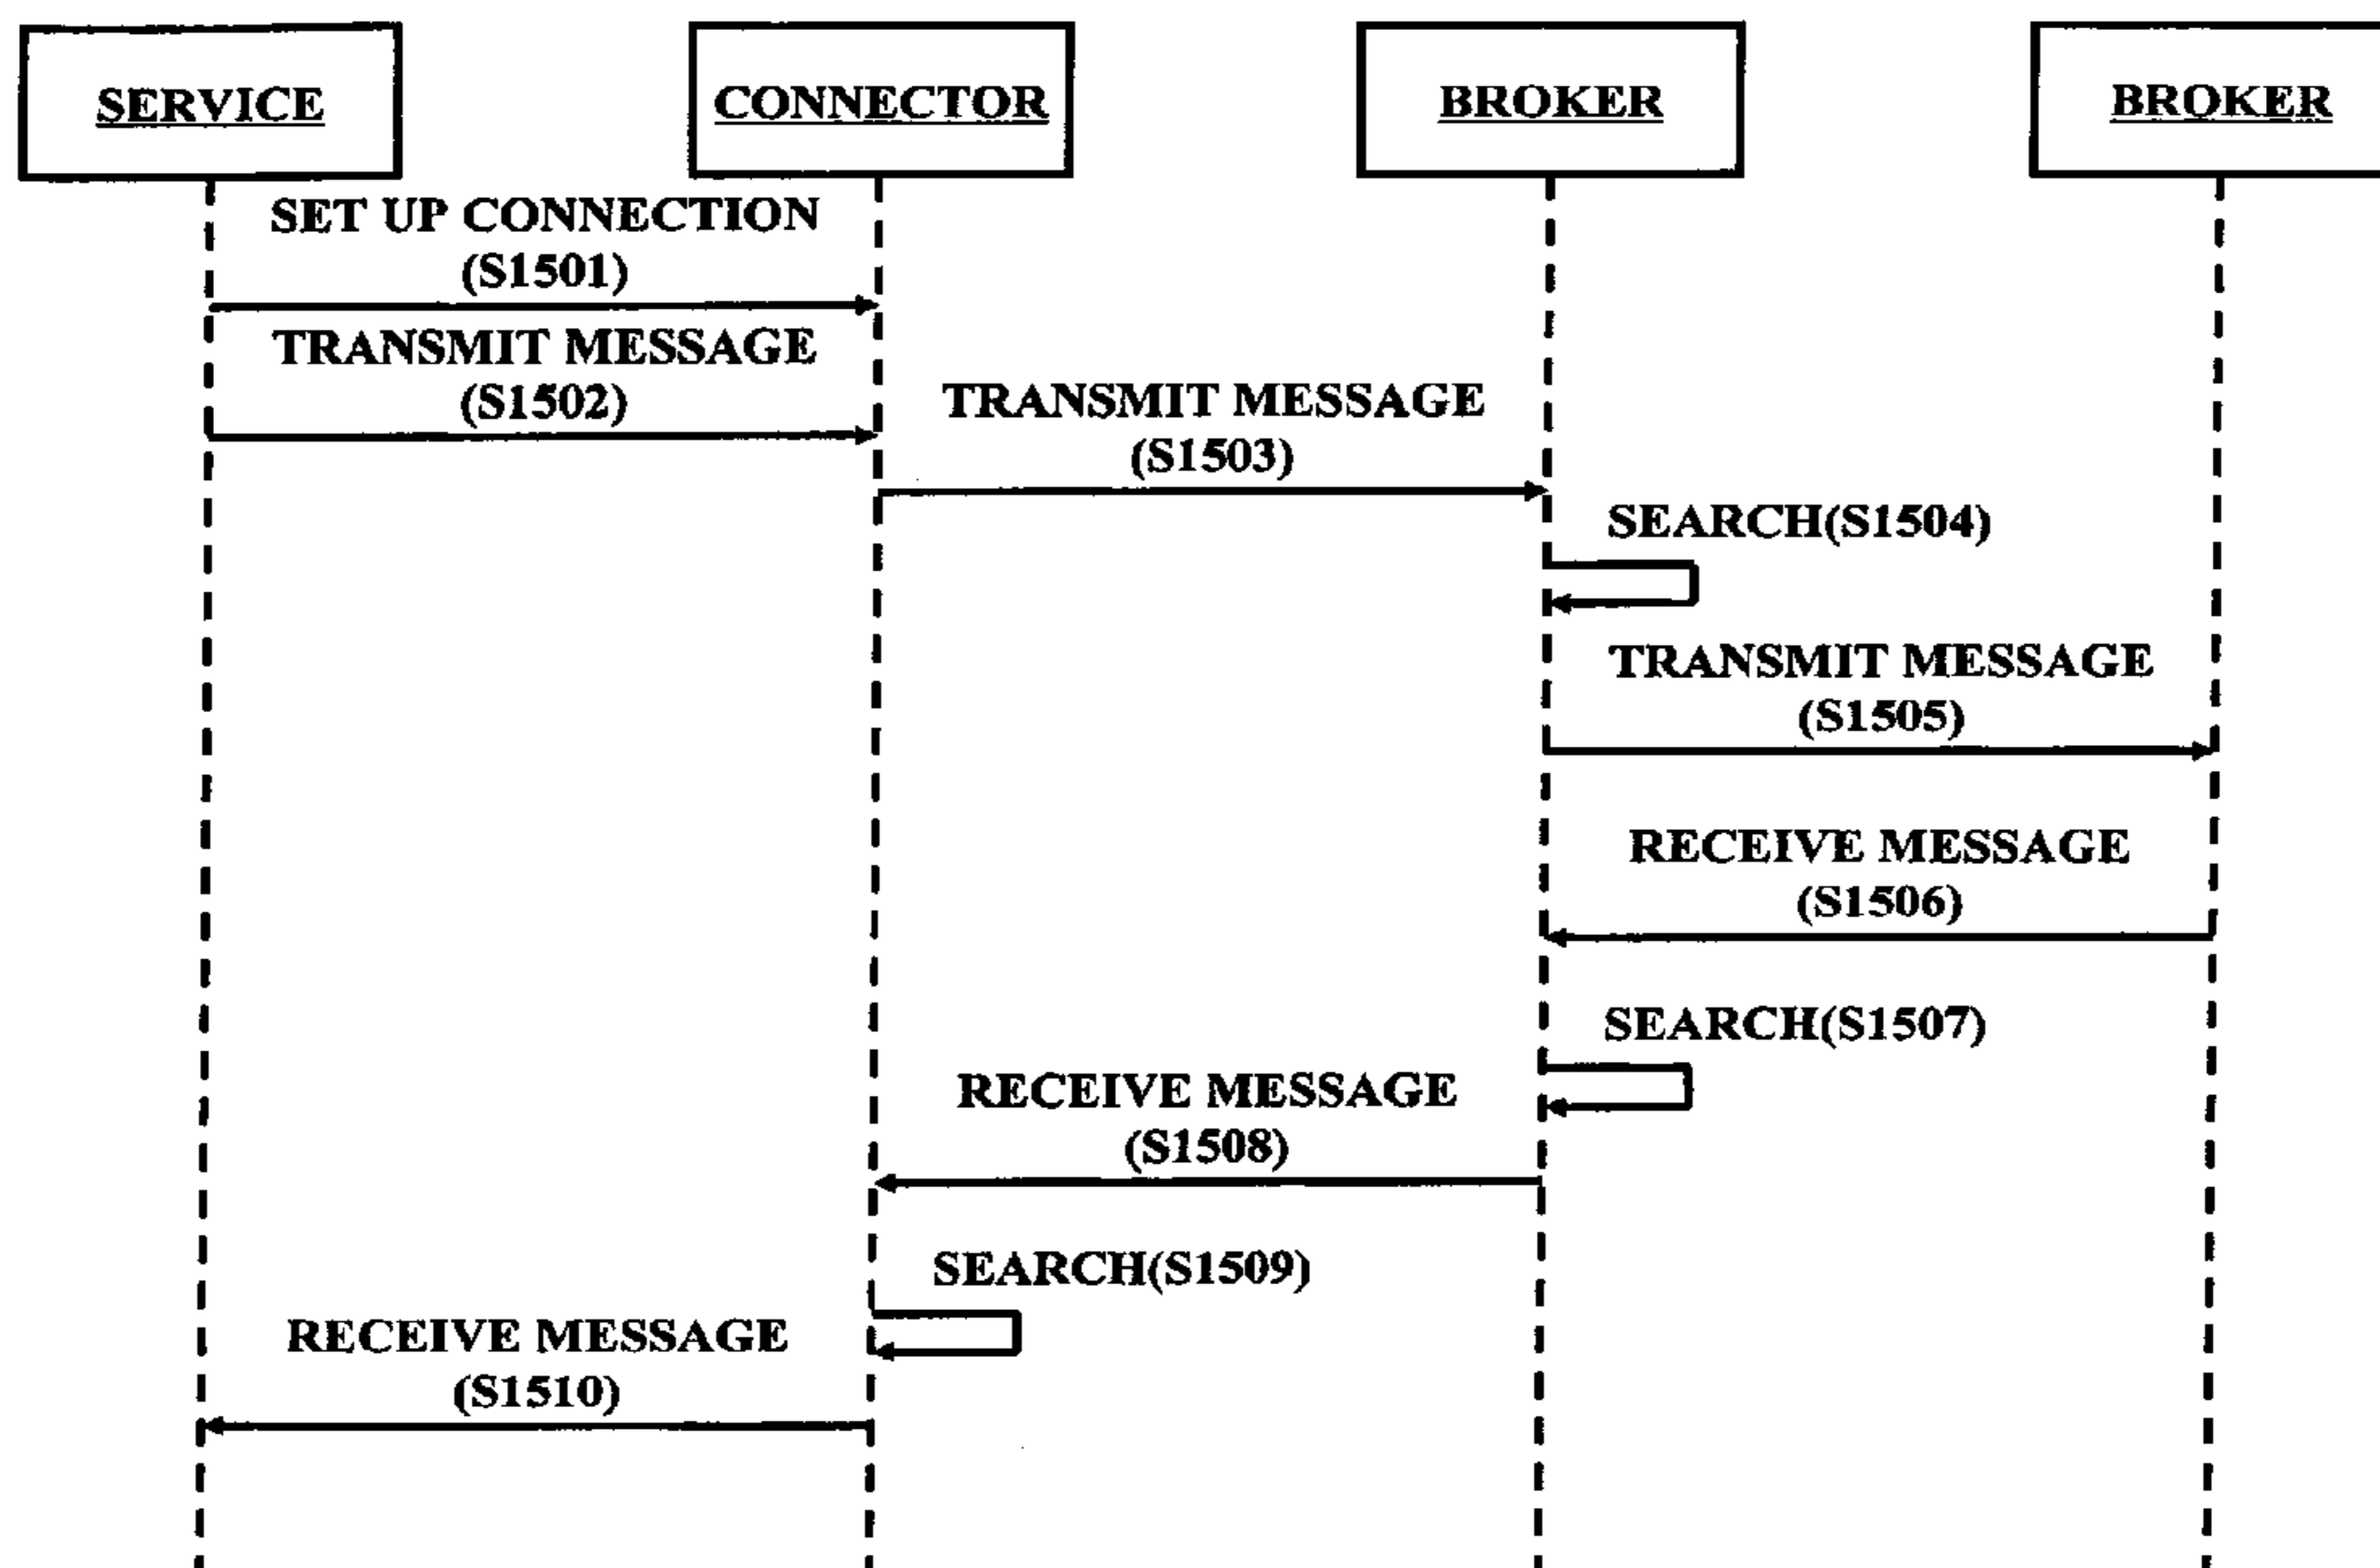 SERVICE
CONNECTOR
BROKER
BROKER
SET UP CONNECTION
(S1501)
TRANSMIT MESSAGE
(S1502)
TRANSMIT MESSAGE
(S1503)
SEARCH(S1504)
TRANSMIT MESSAGE
(S1505)
RECEIVE MESSAGE
(S1506)
SEARCH(S1507)
RECEIVE MESSAGE
(S1508)
SEARCH(S1509)
RECEIVE MESSAGE
(S1510)